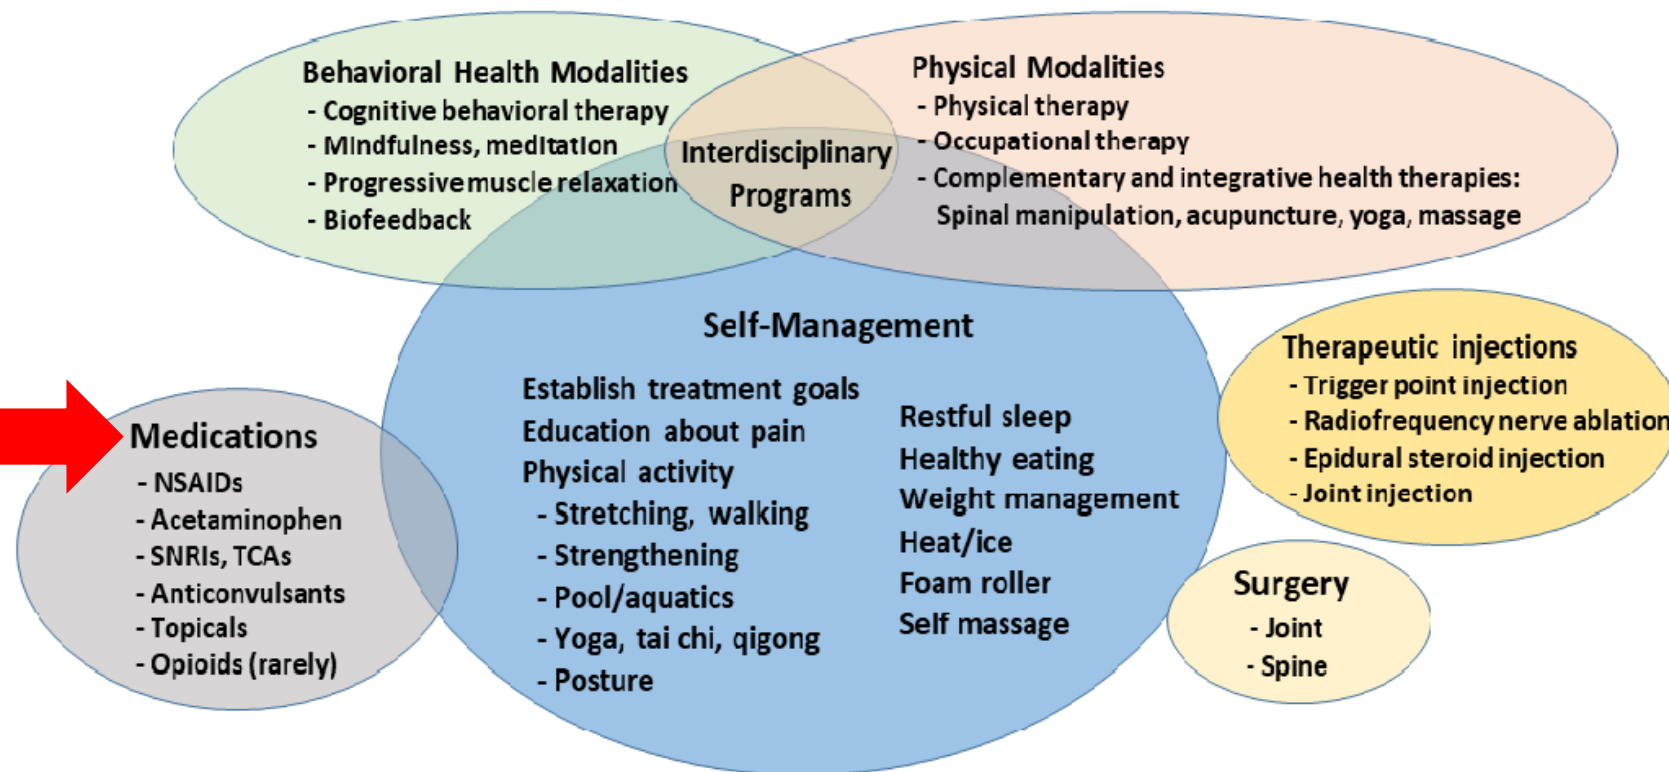 Behavioral Health Modalities
- Cognitive behavioral therapy
- Mindfulness, meditation
- Progressive muscle relaxation
- Biofeedback
Physical Modalities
- Physical therapy
- Occupational therapy
- Complementary and integrative health therapies:
Spinal manipulation, acupuncture, yoga, massage
Interdisciplinary
Programs
Self-Management
Establish treatment goals
Education about pain
Physical activity
- Stretching, walking
- Strengthening
- Pool/aquatics
- Yoga, tai chi, qigong
- Posture
Restful sleep
Healthy eating
Weight management
Heat/ice
Foam roller
Self massage
Medications
- NSAIDs
- Acetaminophen
- SNRIs, TCAs
- Anticonvulsants
- Topicals
- Opioids (rarely)
Therapeutic injections
- Trigger point injection
- Radiofrequency nerve ablation
- Epidural steroid injection
- Joint injection
Surgery
- Joint
- Spine